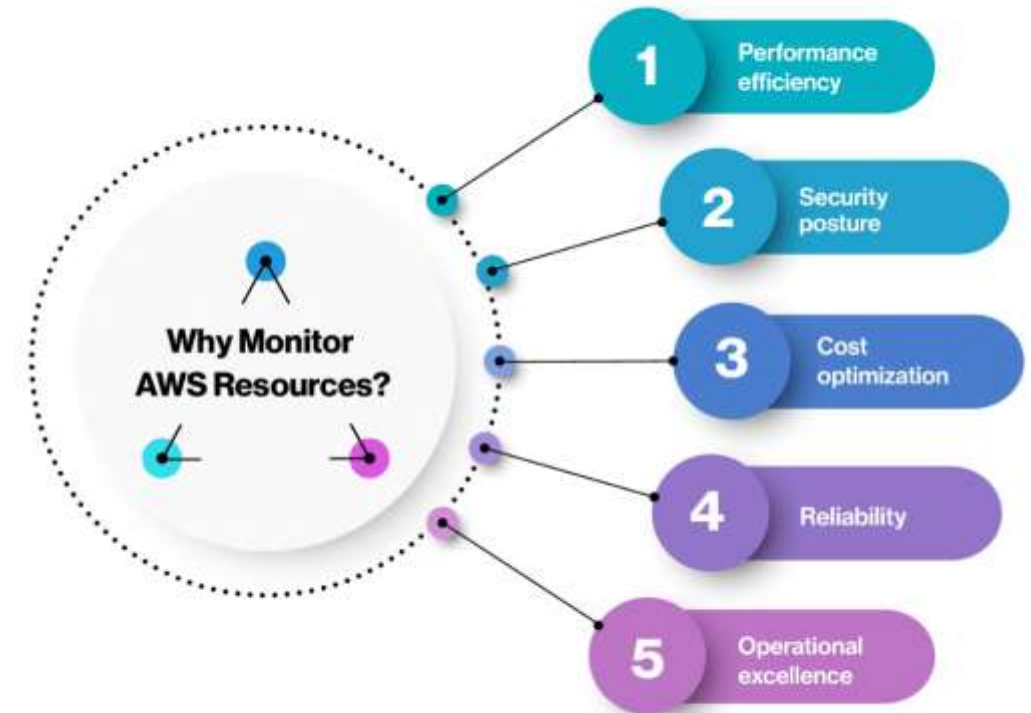 Why Monitor
AWS Resources?
1
Performance
efficiency
2
Security
posture
3
Cost
optimization
4
Reliability
5
Operational
excellence